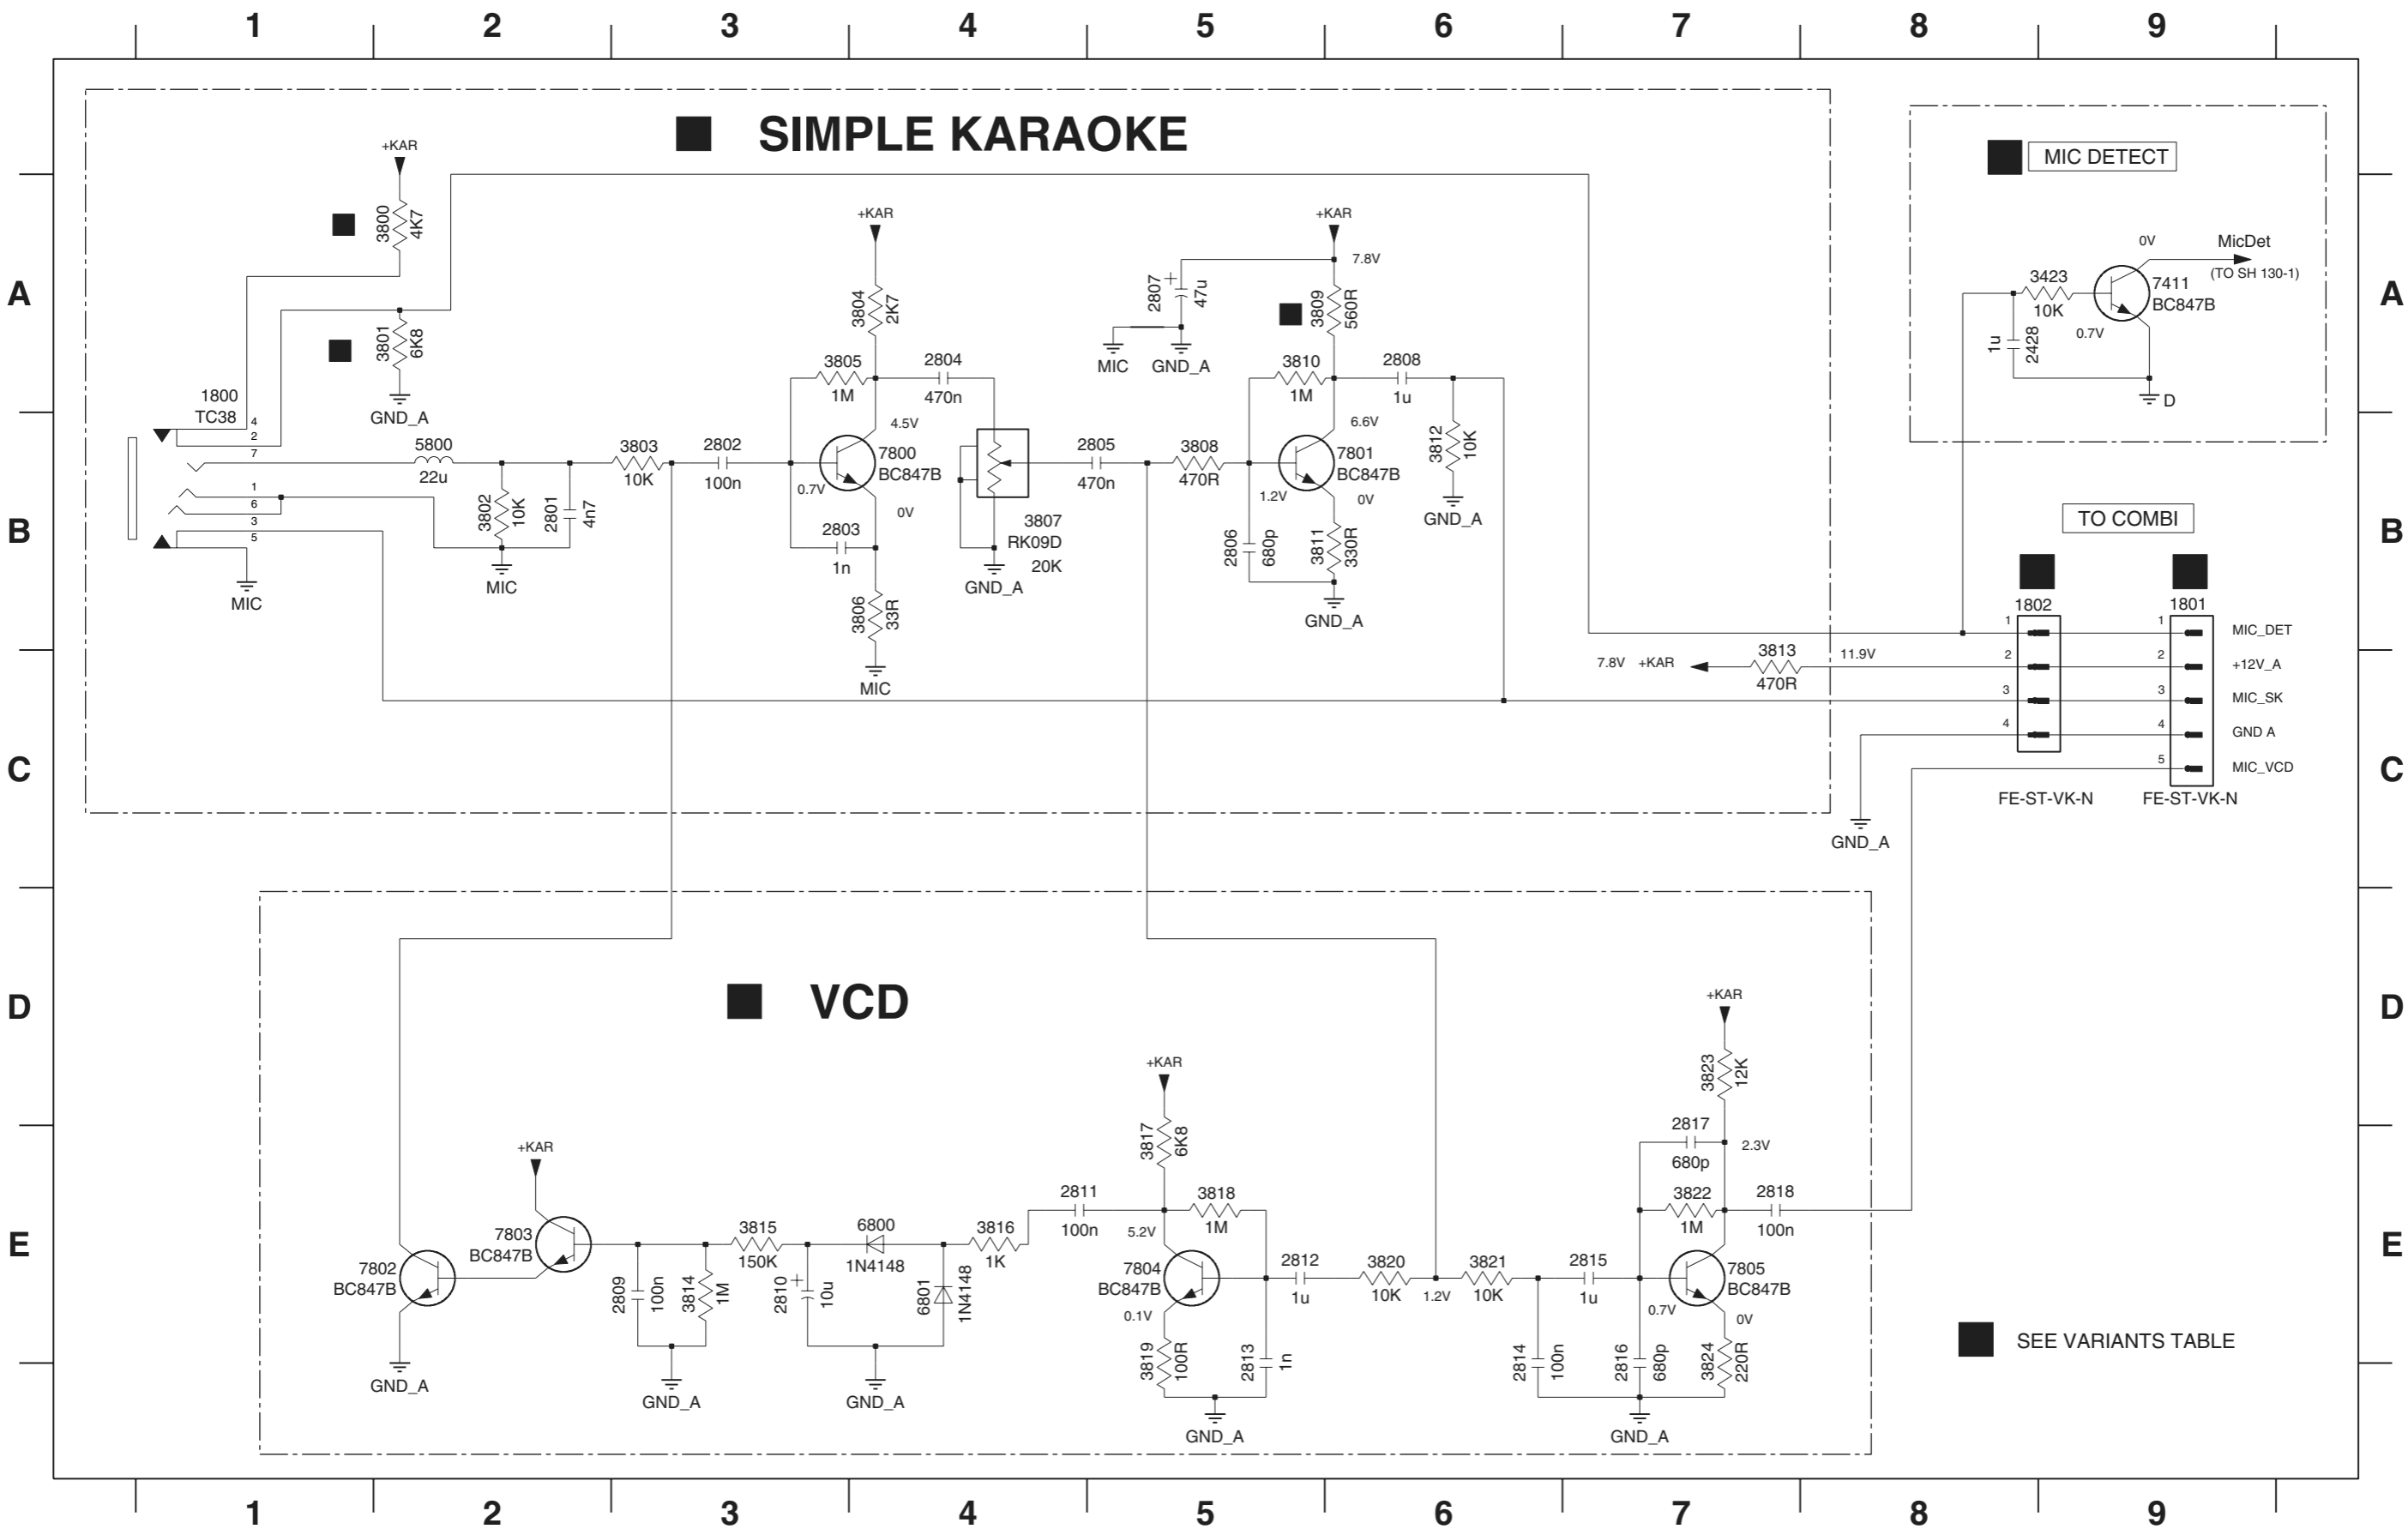 1 2 3 4 5 6 7 8 9
SIMPLE KARAOKE
MIC DETECT
+KAR
3800
4K7
+KAR
+KAR
7.8V
0V
MicDet
(TO SH 130-1)
A
3801
6K8
GND_A
3804
2K7
2807
+
47u
MIC
GND_A
3809
560R
3423
10K
7411
BC847B
0.7V
1u
2428
D
A
1800
TC38
4
2
7
1
6
3
5
MIC
5800
22u
3802
10K
2801
4n7
MIC
3803
10K
2802
100n
3805
1M
2804
470n
4.5V
7800
BC847B
0.7V
0V
2803
1n
3806
33R
MIC
3807
RK09D
20K
GND_A
2805
470n
3808
470R
3810
1M
2808
1u
6.6V
7801
BC847B
1.2V
0V
2806
680p
3811
330R
GND_A
3812
10K
GND_A
B
B
TO COMBI
1802
1801
1
1
MIC_DET
7.8V
+KAR
3813
470R
11.9V
2
2
+12V_A
3
3
MIC_SK
4
4
GND A
5
MIC_VCD
FE-ST-VK-N
FE-ST-VK-N
GND_A
C
C
VCD
D
D
+KAR
7802
BC847B
GND_A
7803
BC847B
2809
100n
3814
1M
GND_A
3815
150K
2810
+
10u
6800
1N4148
6801
1N4148
GND_A
3816
1K
2811
100n
+KAR
3817
6K8
3818
1M
5.2V
7804
BC847B
0.1V
3819
100R
2813
1n
GND_A
2812
1u
3820
10K
1.2V
3821
10K
2814
100n
2815
1u
+KAR
3823
12K
2817
680p
2.3V
3822
1M
2818
100n
7805
BC847B
0.7V
0V
2816
680p
3824
220R
GND_A
E
E
SEE VARIANTS TABLE
1 2 3 4 5 6 7 8 9